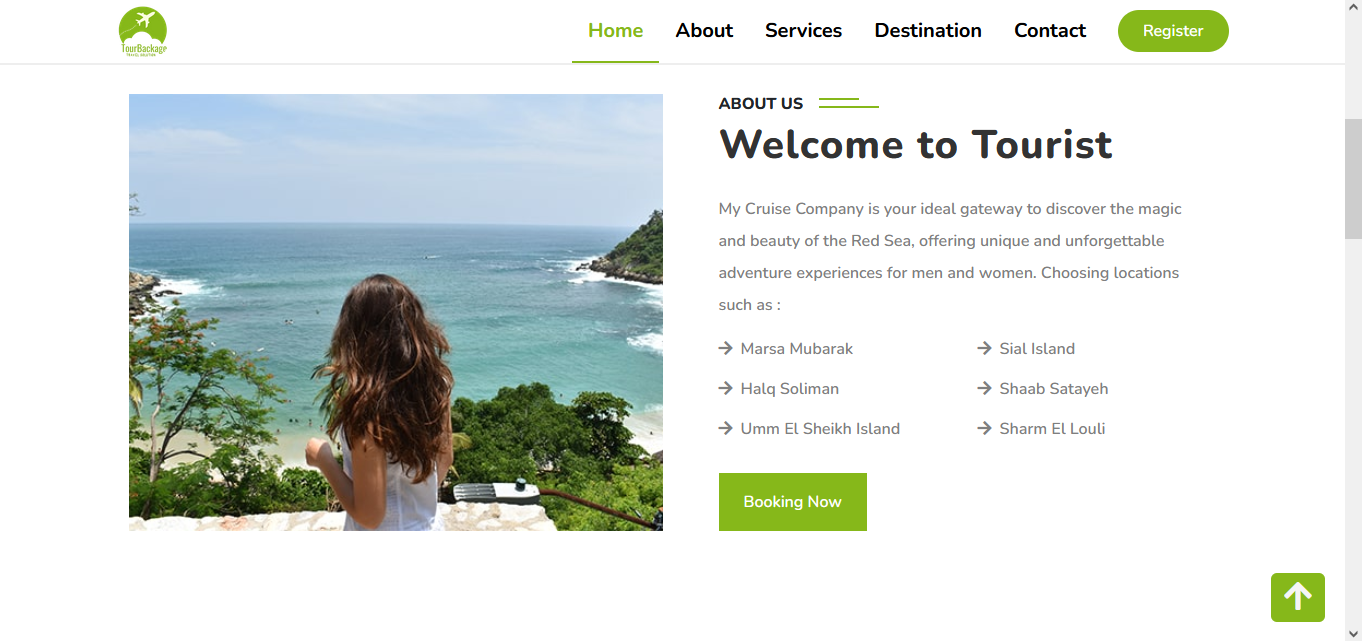 TourBackage
TRAVEL SOLUTION
Home About Services Destination Contact Register
ABOUT US
Welcome to Tourist
My Cruise Company is your ideal gateway to discover the magic
and beauty of the Red Sea, offering unique and unforgettable
adventure experiences for men and women. Choosing locations
such as :
Marsa Mubarak Sial Island
Halq Soliman Shaab Satayeh
Umm El Sheikh Island Sharm El Louli
Booking Now